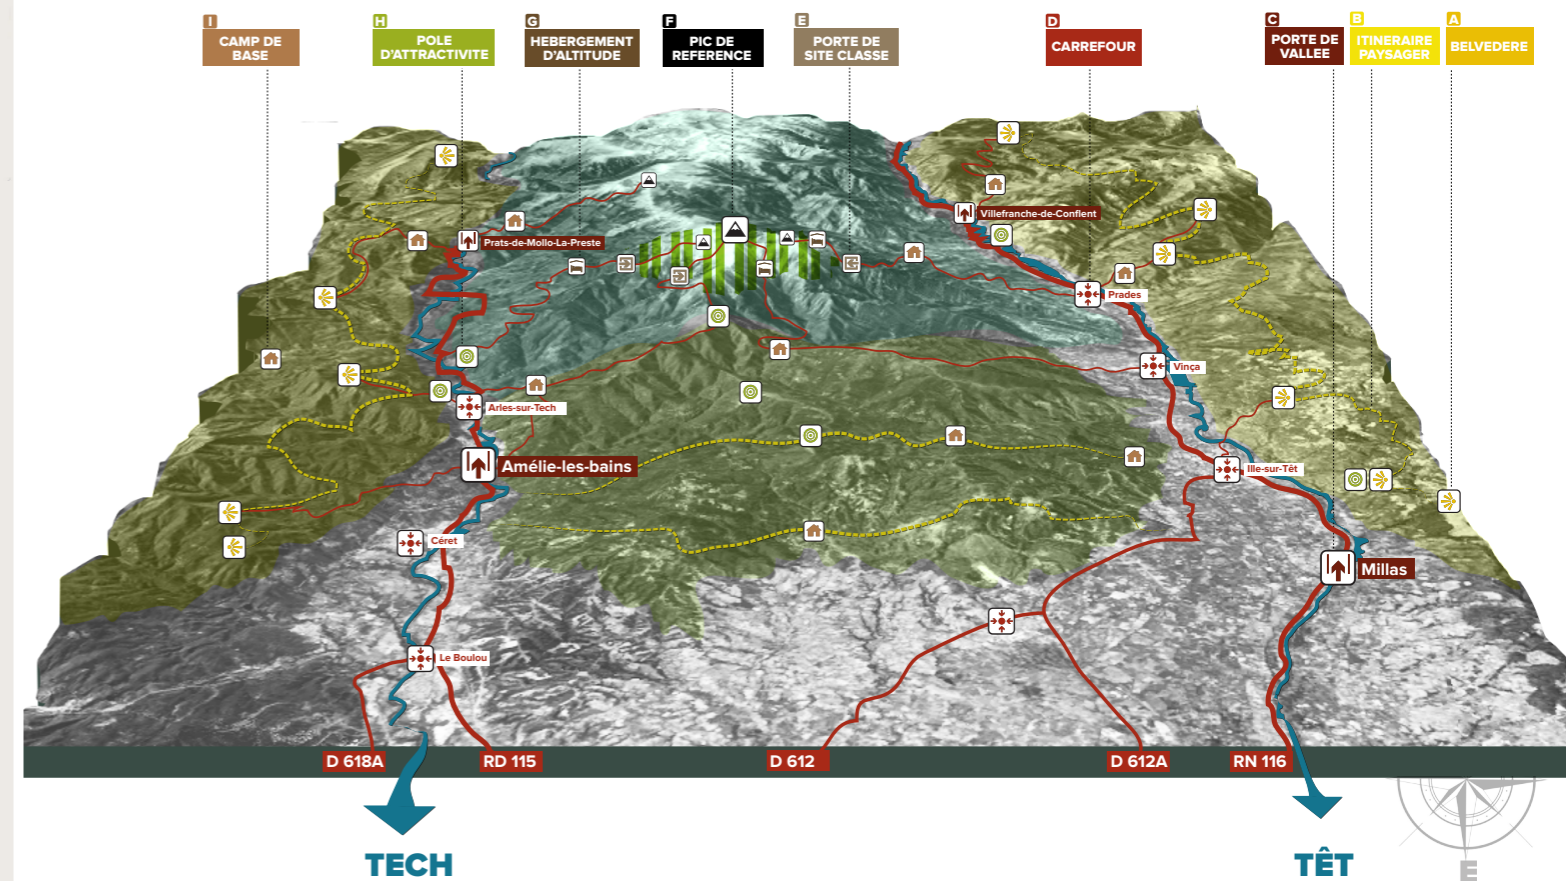 I
CAMP DE
BASE
H
POLE
D'ATTRACTIVITE
G
HEBERGEMENT
D'ALTITUDE
F
PIC DE
REFERENCE
E
PORTE DE
SITE CLASSE
D
CARREFOUR
C
PORTE DE
VALLEE
B
ITINERAIRE
PAYSAGER
A
BELVEDERE
Villefranche-de-Conflent
Prats-de-Mollo-La-Preste
Prades
Vinça
Arles-sur-Tech
Amélie-les-bains
Ille-sur-Têt
Céret
Millas
Le Boulou
D 618A
RD 115
D 612
D 612A
RN 116
TECH
TÊT
E